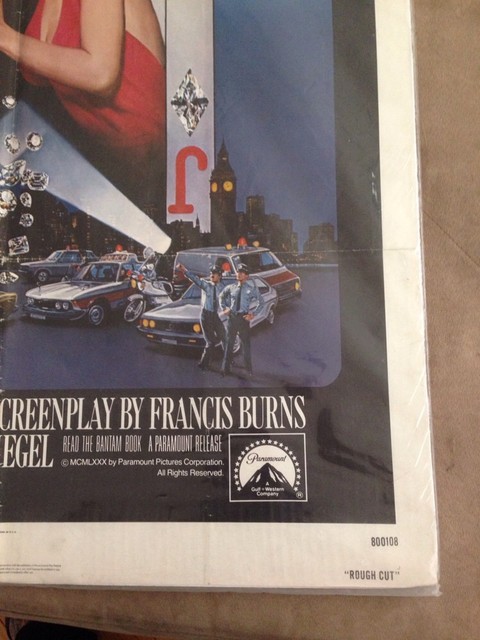 J
CREENPLAY BY FRANCIS BURNS
IEGEL READ THE BANTAM BOOK A PARAMOUNT RELEASE
© MCMLXXX by Paramount Pictures Corporation.
All Rights Reserved.
Paramount
Gulf+Western
Company
®
800108
"ROUGH CUT"